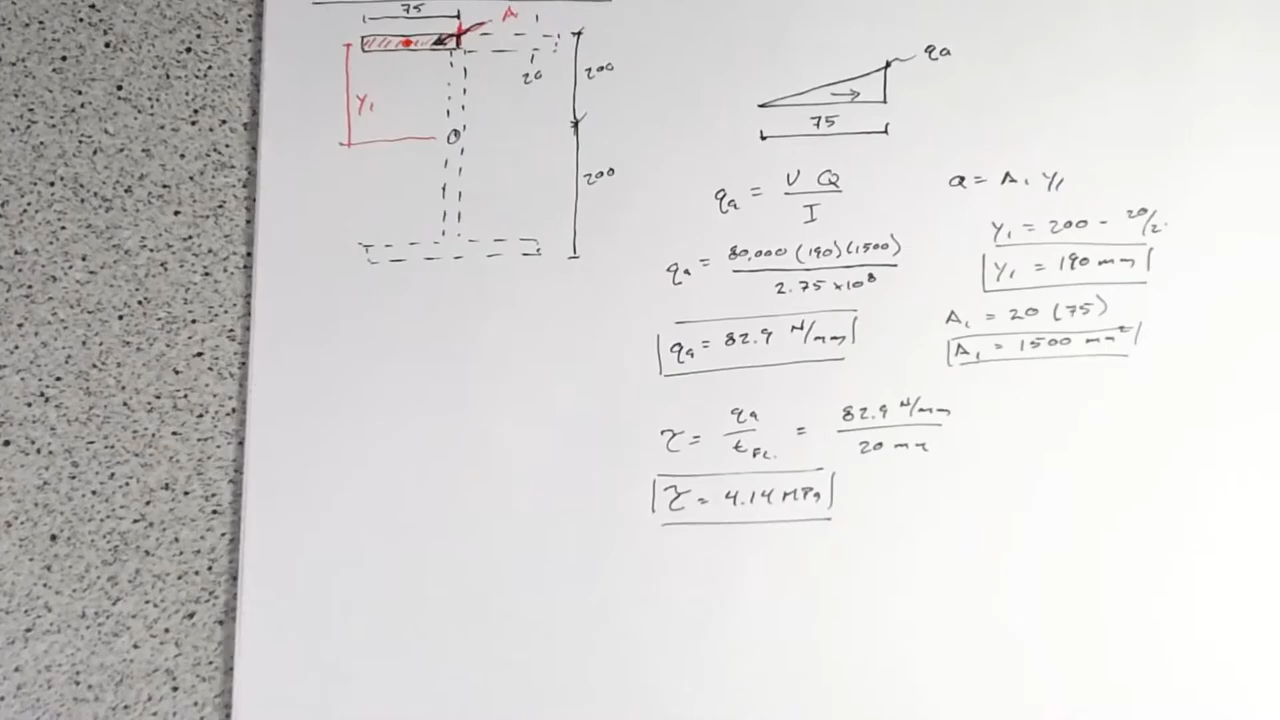 75
A
20
200
Y₁
200
qa
75
qa = V Q / I
Q = A₁ Y₁
Y₁ = 200 - 20/2
Y₁ = 190 mm
qa = 80,000 (190)(1500) / 2.75 x10⁸
A₁ = 20 (75)
A₁ = 1500 mm²
qa = 82.9 N/mm
τ = qa / t FL. = 82.9 N/mm / 20 mm
τ = 4.14 MPa